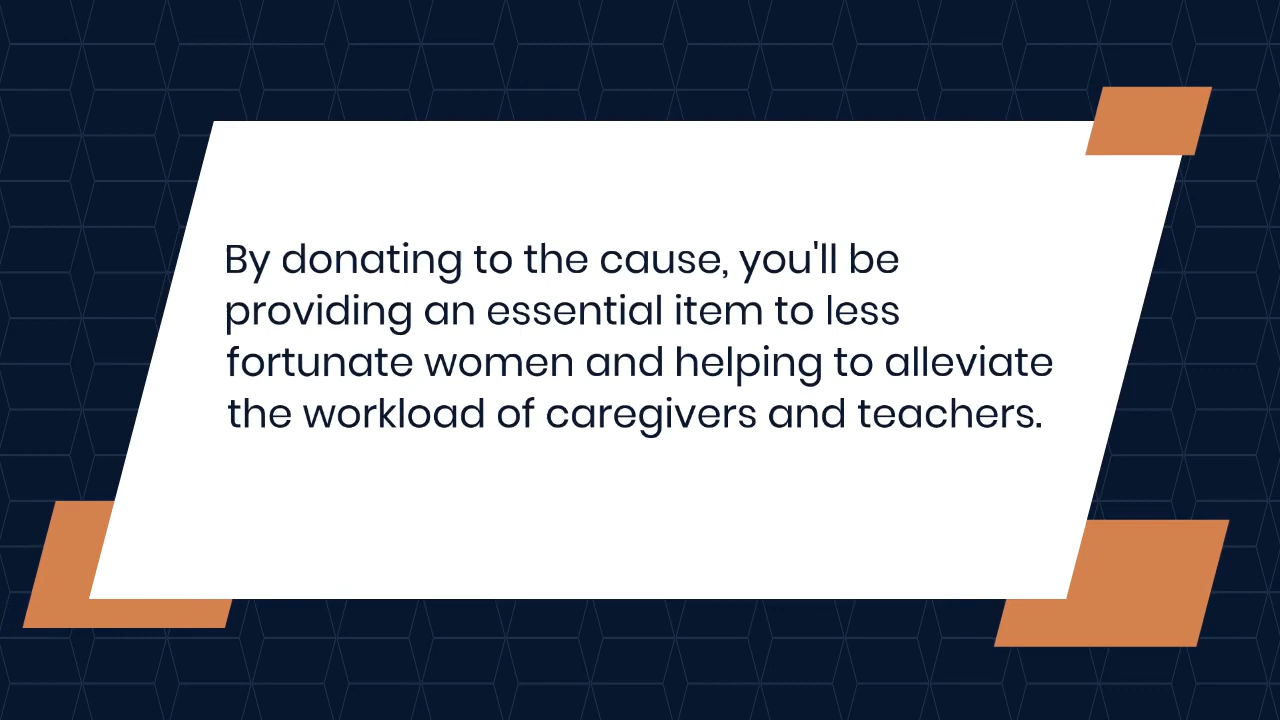 By donating to the cause, you'll be
providing an essential item to less
fortunate women and helping to alleviate
the workload of caregivers and teachers.